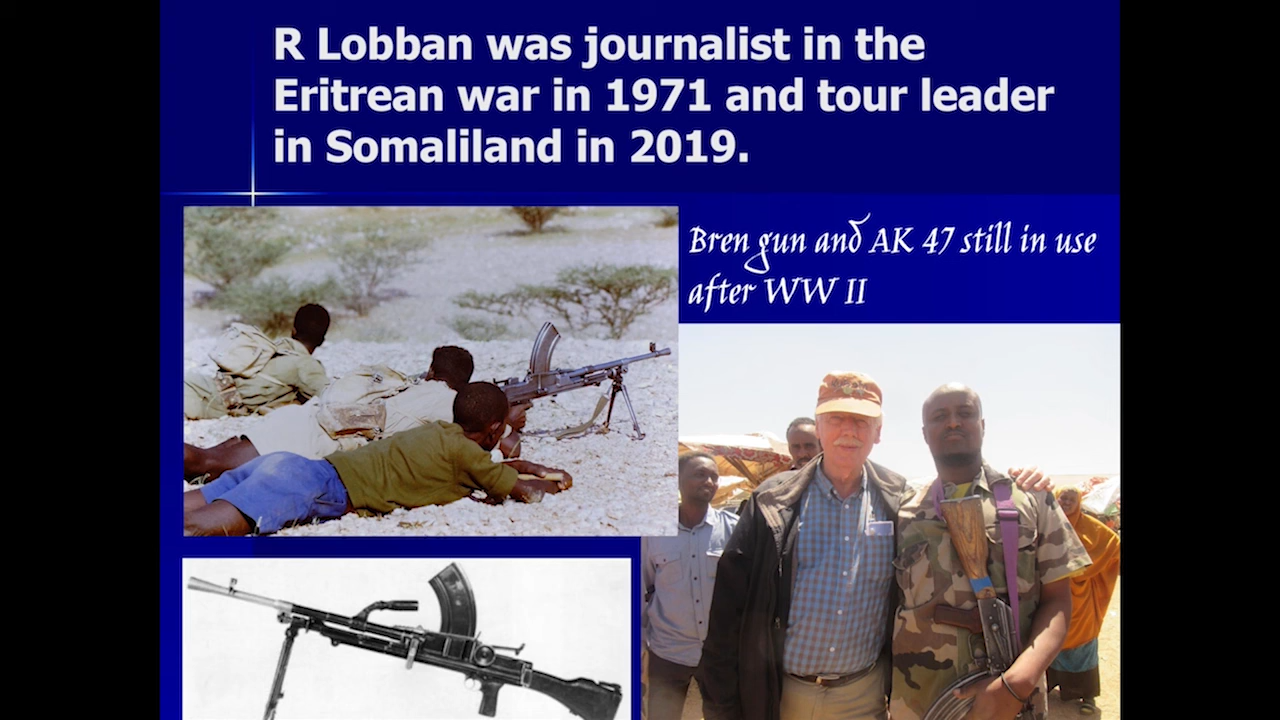 R Lobban was journalist in the
Eritrean war in 1971 and tour leader
in Somaliland in 2019.
Bren gun and AK 47 still in use
after WW II